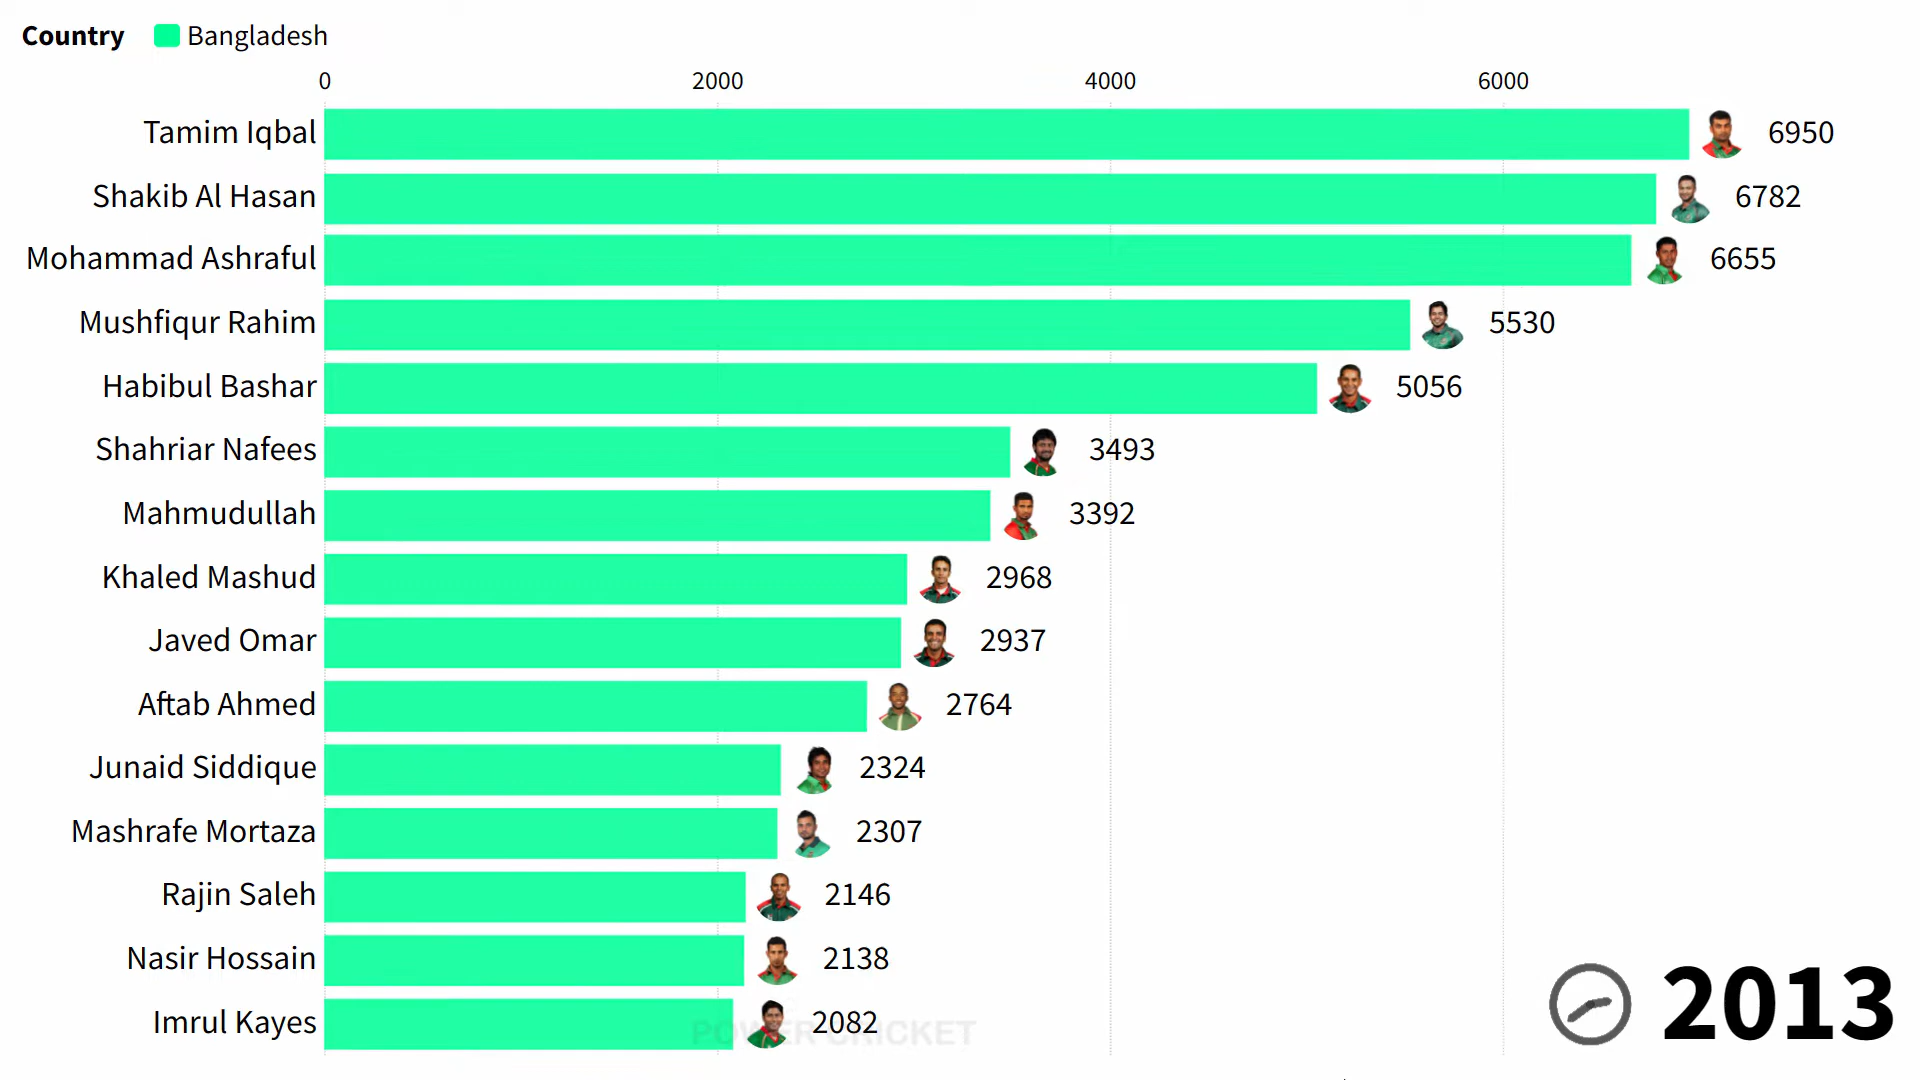 Country Bangladesh
0 2000 4000 6000
Tamim Iqbal 6950
Shakib Al Hasan 6782
Mohammad Ashraful 6655
Mushfiqur Rahim 5530
Habibul Bashar 5056
Shahriar Nafees 3493
Mahmudullah 3392
Khaled Mashud 2968
Javed Omar 2937
Aftab Ahmed 2764
Junaid Siddique 2324
Mashrafe Mortaza 2307
Rajin Saleh 2146
Nasir Hossain 2138
Imrul Kayes 2082
POWER CRICKET
2013